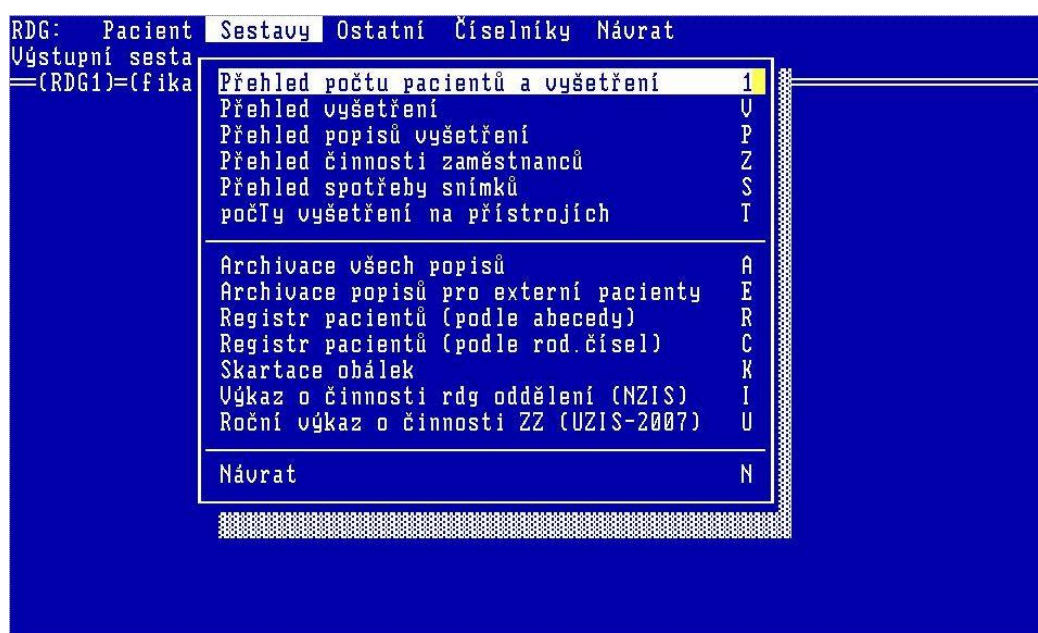 RDG: Pacient Sestavy Ostatní Číselníky Návrat
Výstupní sesta
(RDG1)=(fika
Přehled počtu pacientů a vyšetření 1
Přehled vyšetření V
Přehled popisů vyšetření P
Přehled činnosti zaměstnanců Z
Přehled spotřeby snímků S
počTy vyšetření na přístrojích T
Archivace všech popisů A
Archivace popisů pro externí pacienty E
Registr pacientů (podle abecedy) R
Registr pacientů (podle rod.čísel) C
Skartace obálek K
Výkaz o činnosti rdg oddělení (NZIS) I
Roční výkaz o činnosti ZZ (UZIS-2007) U
Návrat N